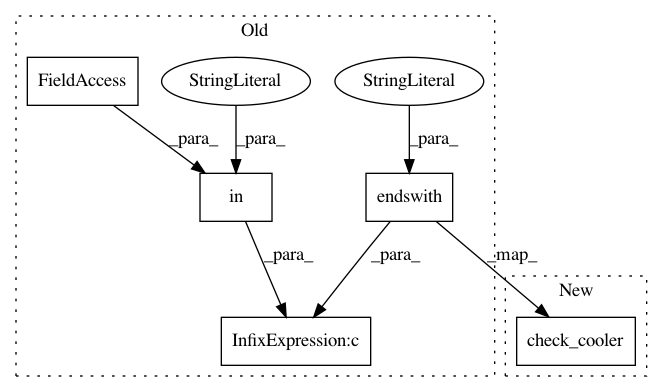 Old
FieldAccess
StringLiteral
StringLiteral
_para_
_para_
_para_
in
endswith
_para_
_para_
_map_
New
InfixExpression:c
check_cooler